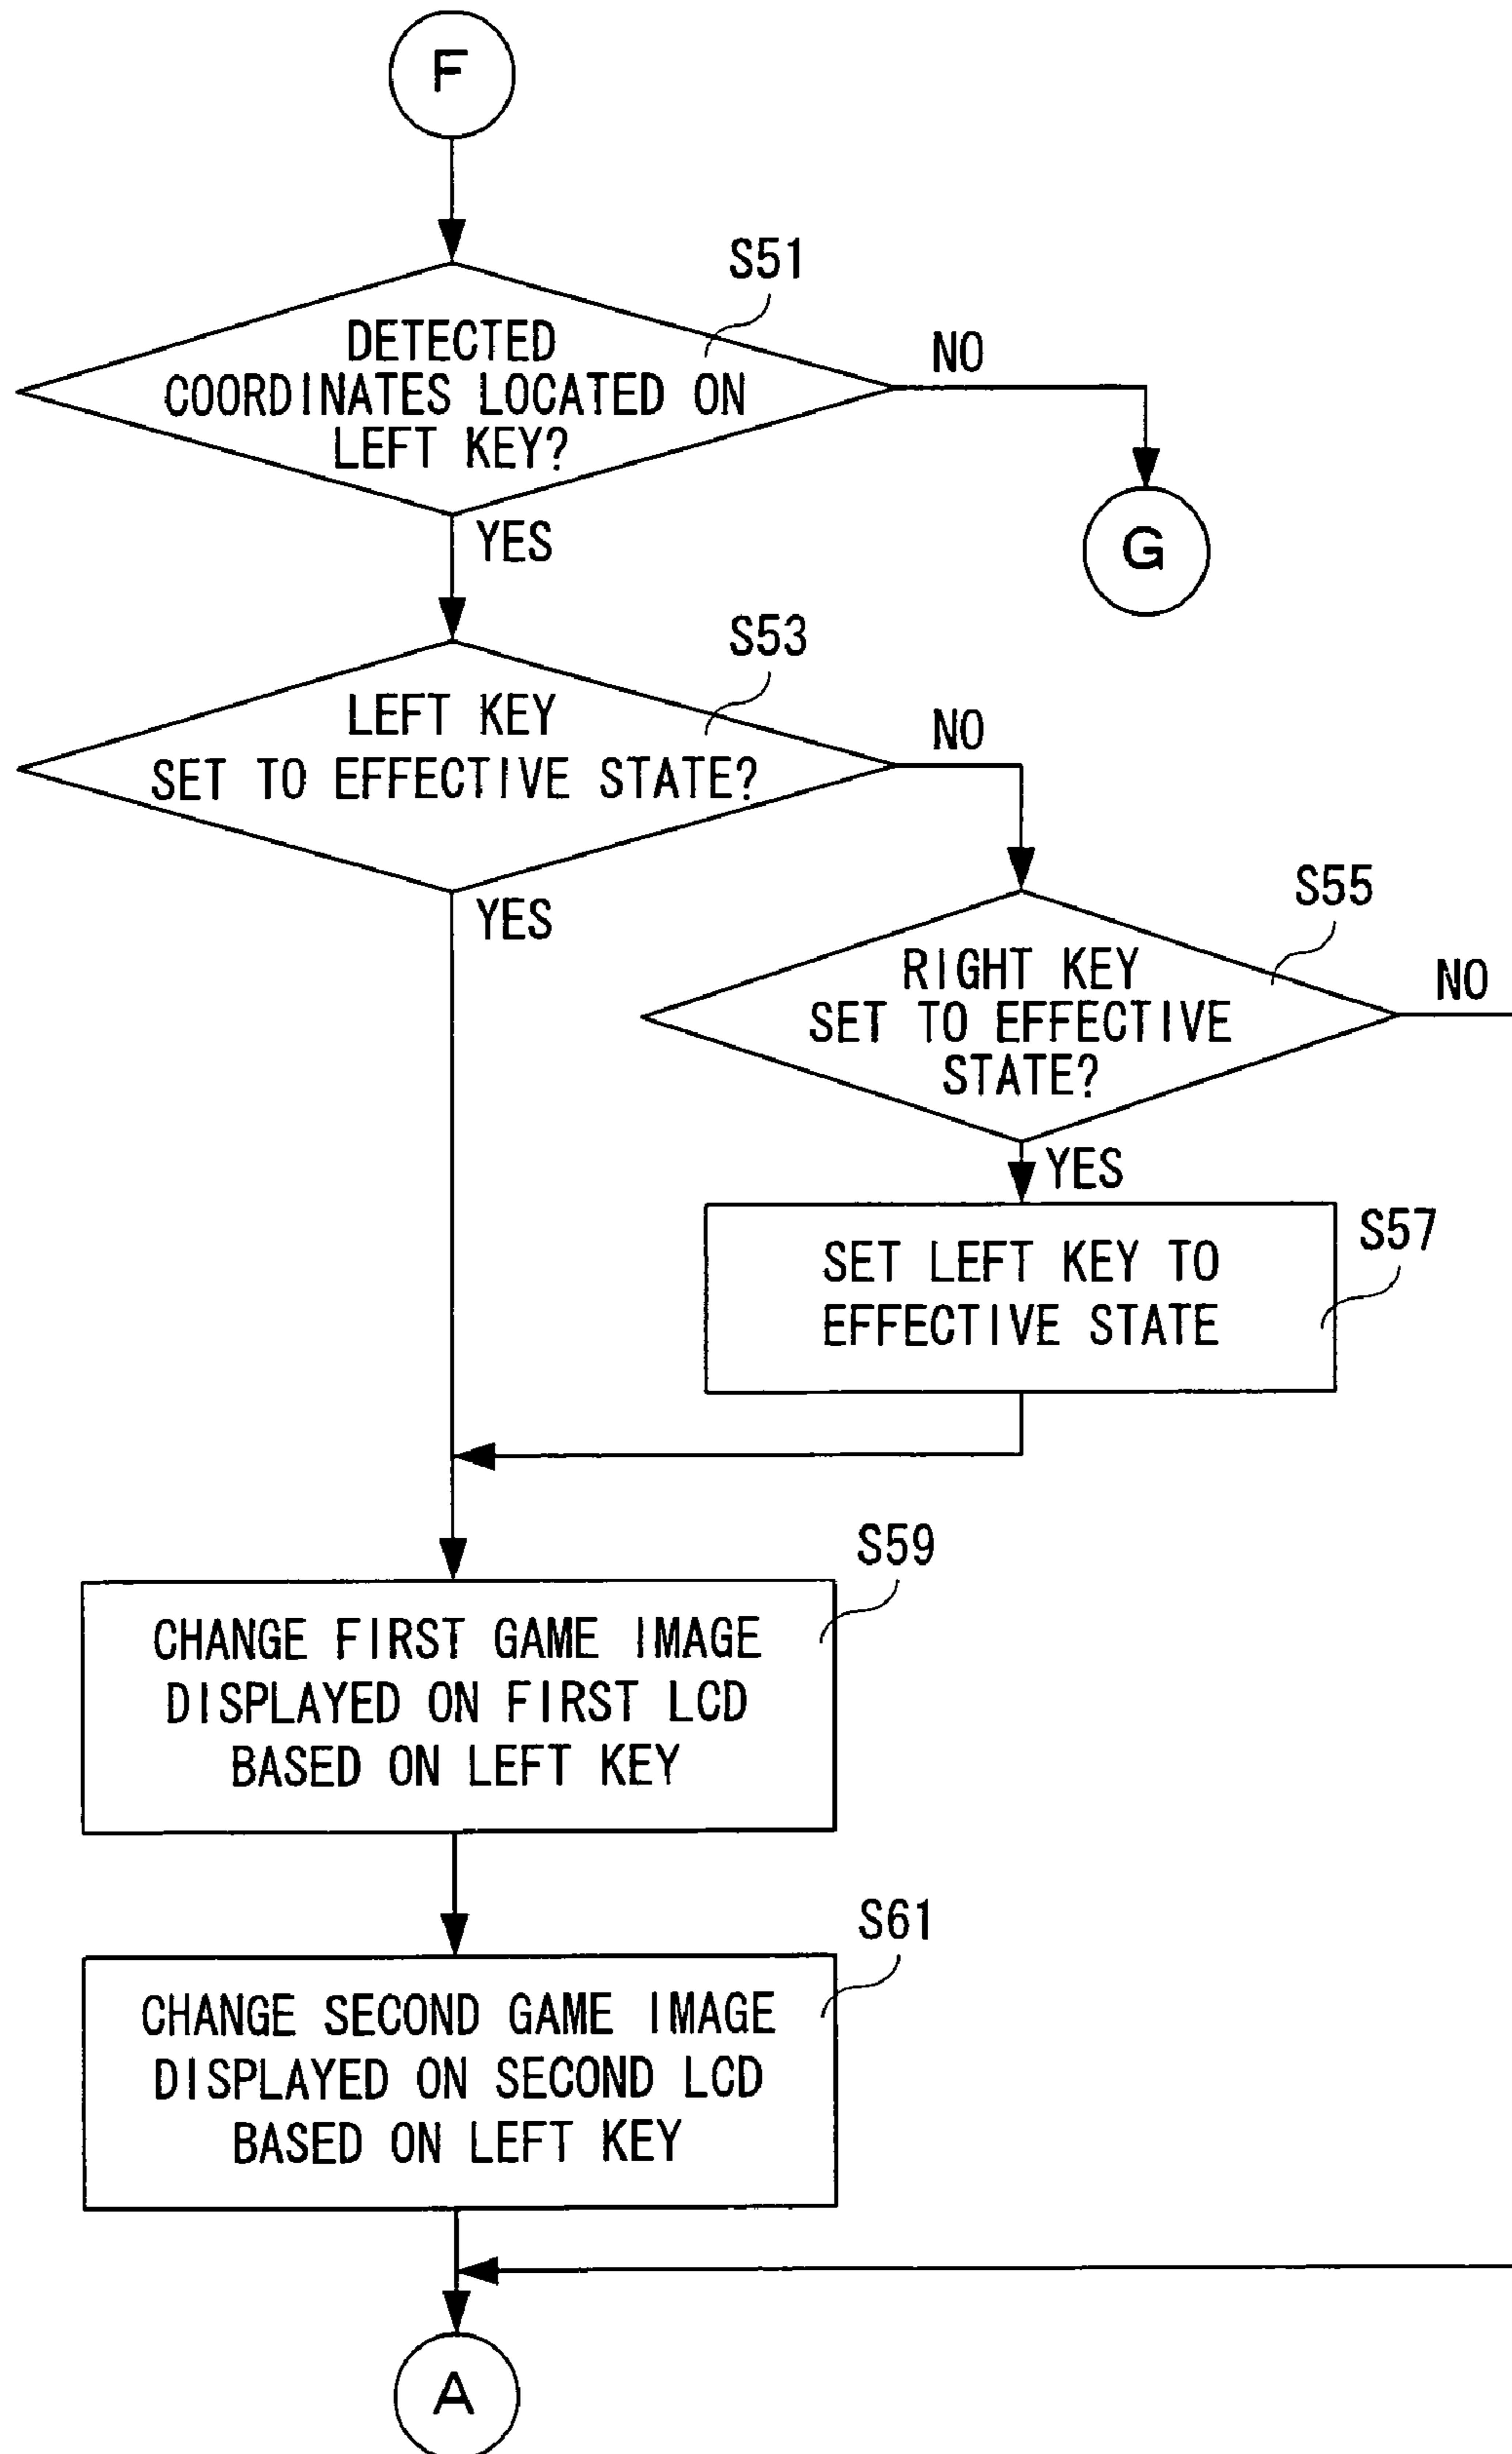 F
S51
DETECTED
COORDINATES LOCATED ON
LEFT KEY?
NO
YES
G
S53
LEFT KEY
SET TO EFFECTIVE STATE?
NO
YES
S55
RIGHT KEY
SET TO EFFECTIVE
STATE?
NO
YES
S57
SET LEFT KEY TO
EFFECTIVE STATE
S59
CHANGE FIRST GAME IMAGE
DISPLAYED ON FIRST LCD
BASED ON LEFT KEY
S61
CHANGE SECOND GAME IMAGE
DISPLAYED ON SECOND LCD
BASED ON LEFT KEY
A